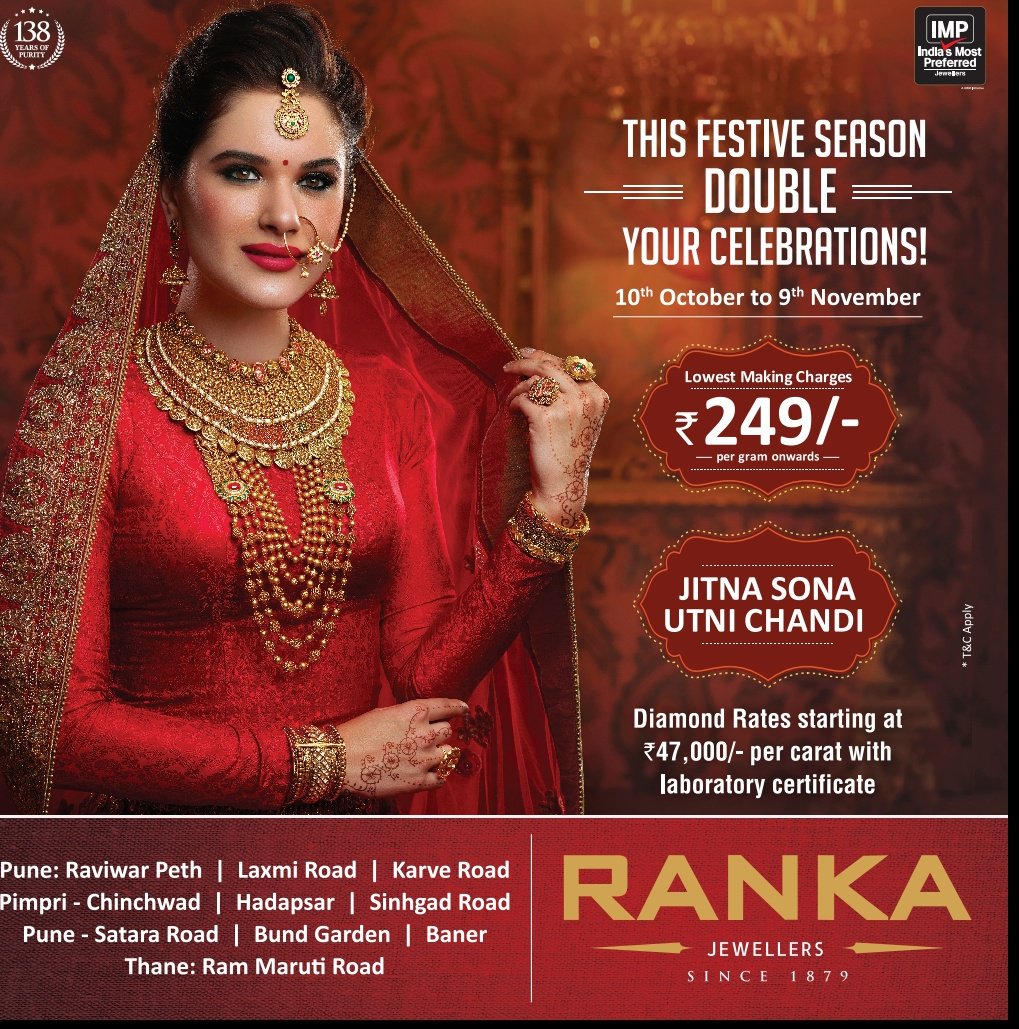 138
YEARS OF
PURITY
IMP
India's Most
Preferred
Jewellers
THIS FESTIVE SEASON
DOUBLE
YOUR CELEBRATIONS!
10th October to 9th November
Lowest Making Charges
₹249/-
per gram onwards
JITNA SONA
UTNI CHANDI
* T&C Apply
Diamond Rates starting at
₹47,000/- per carat with
laboratory certificate
Pune: Raviwar Peth | Laxmi Road | Karve Road
Pimpri - Chinchwad | Hadapsar | Sinhgad Road
Pune - Satara Road | Bund Garden | Baner
Thane: Ram Maruti Road
RANKA
JEWELLERS
SINCE 1879